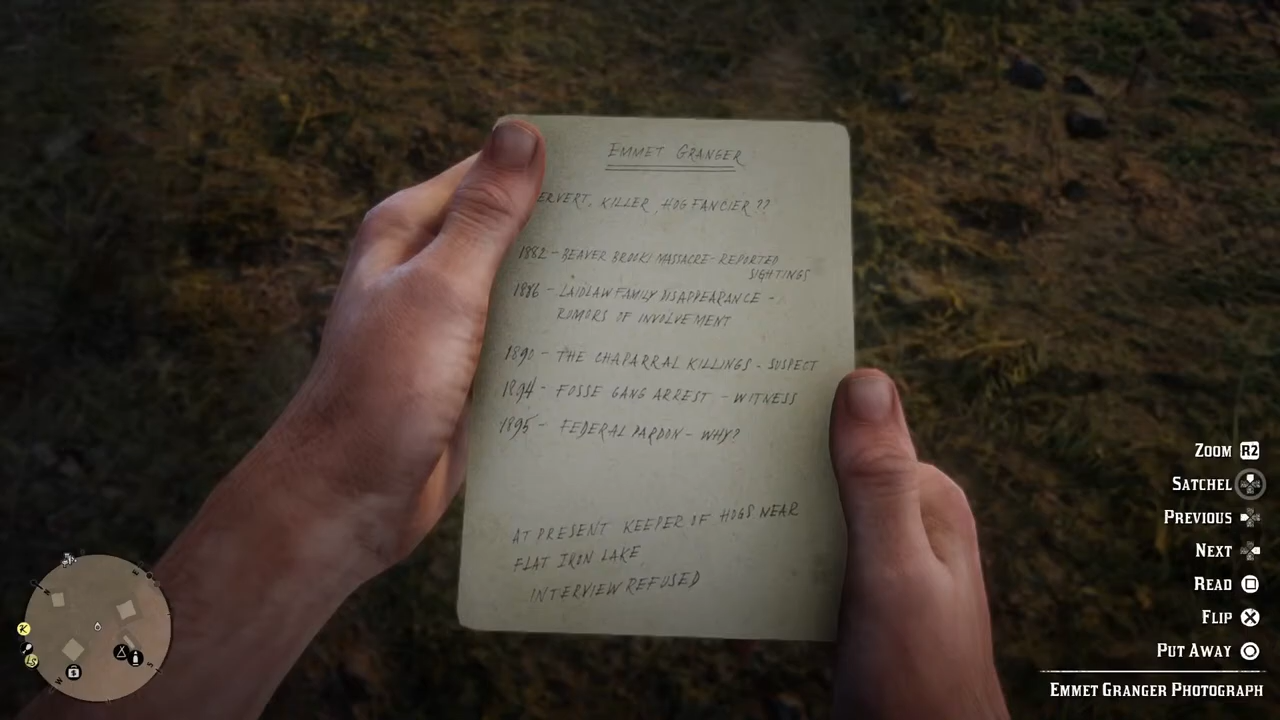 EMMET GRANGER
ERVERT, KILLER, HOG FANCIER ??
1882 - BEAVER BROOK MASSACRE - REPORTED
SIGHTINGS
1886 - LAIDLAW FAMILY DISAPPEARANCE -
RUMORS OF INVOLVEMENT
1890 - THE CHAPARRAL KILLINGS - SUSPECT
1894 - FOSSE GANG ARREST - WITNESS
1895 - FEDERAL PARDON - WHY?
AT PRESENT KEEPER OF HOGS NEAR
FLAT IRON LAKE
INTERVIEW REFUSED
ZOOM R2
SATCHEL
PREVIOUS
NEXT
READ
FLIP
PUT AWAY
EMMET GRANGER PHOTOGRAPH
K
LS